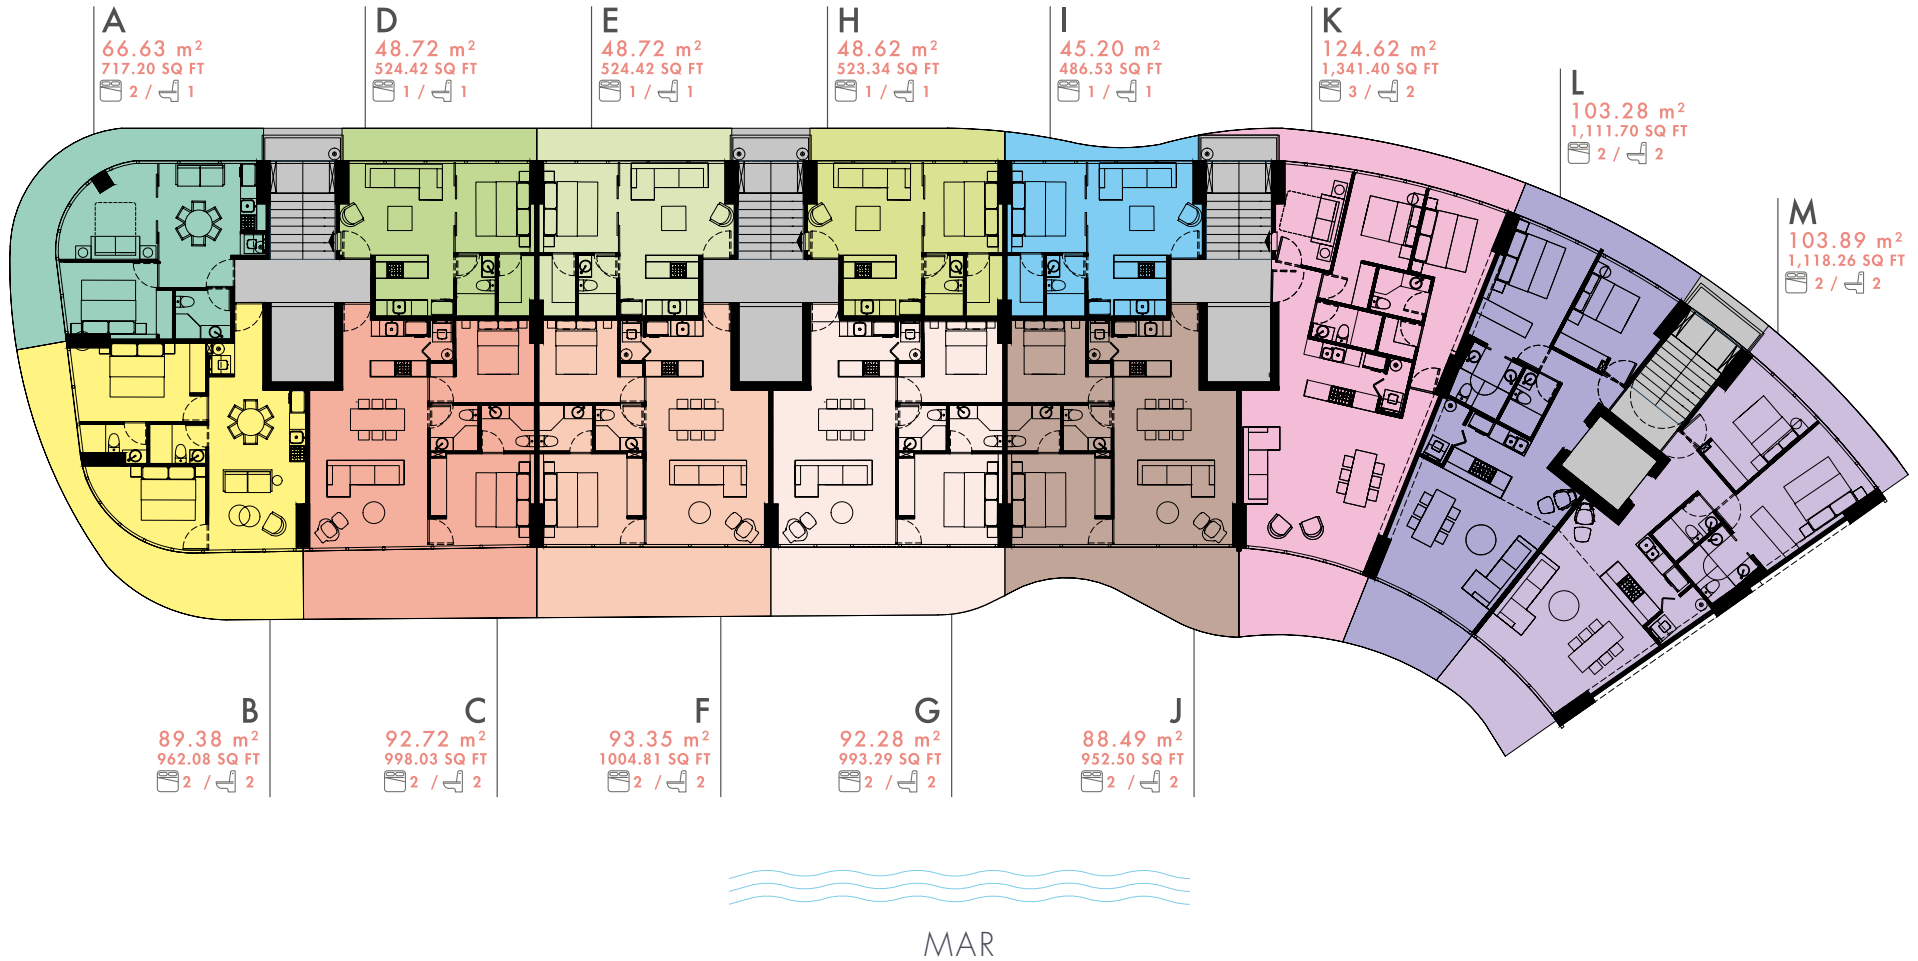 A
66.63 m²
717.20 SQ FT
2 / 1
D
48.72 m²
524.42 SQ FT
1 / 1
E
48.72 m²
524.42 SQ FT
1 / 1
H
48.62 m²
523.34 SQ FT
1 / 1
I
45.20 m²
486.53 SQ FT
1 / 1
K
124.62 m²
1,341.40 SQ FT
3 / 2
L
103.28 m²
1,111.70 SQ FT
2 / 2
M
103.89 m²
1,118.26 SQ FT
2 / 2
B
89.38 m²
962.08 SQ FT
2 / 2
C
92.72 m²
998.03 SQ FT
2 / 2
F
93.35 m²
1004.81 SQ FT
2 / 2
G
92.28 m²
993.29 SQ FT
2 / 2
J
88.49 m²
952.50 SQ FT
2 / 2
MAR